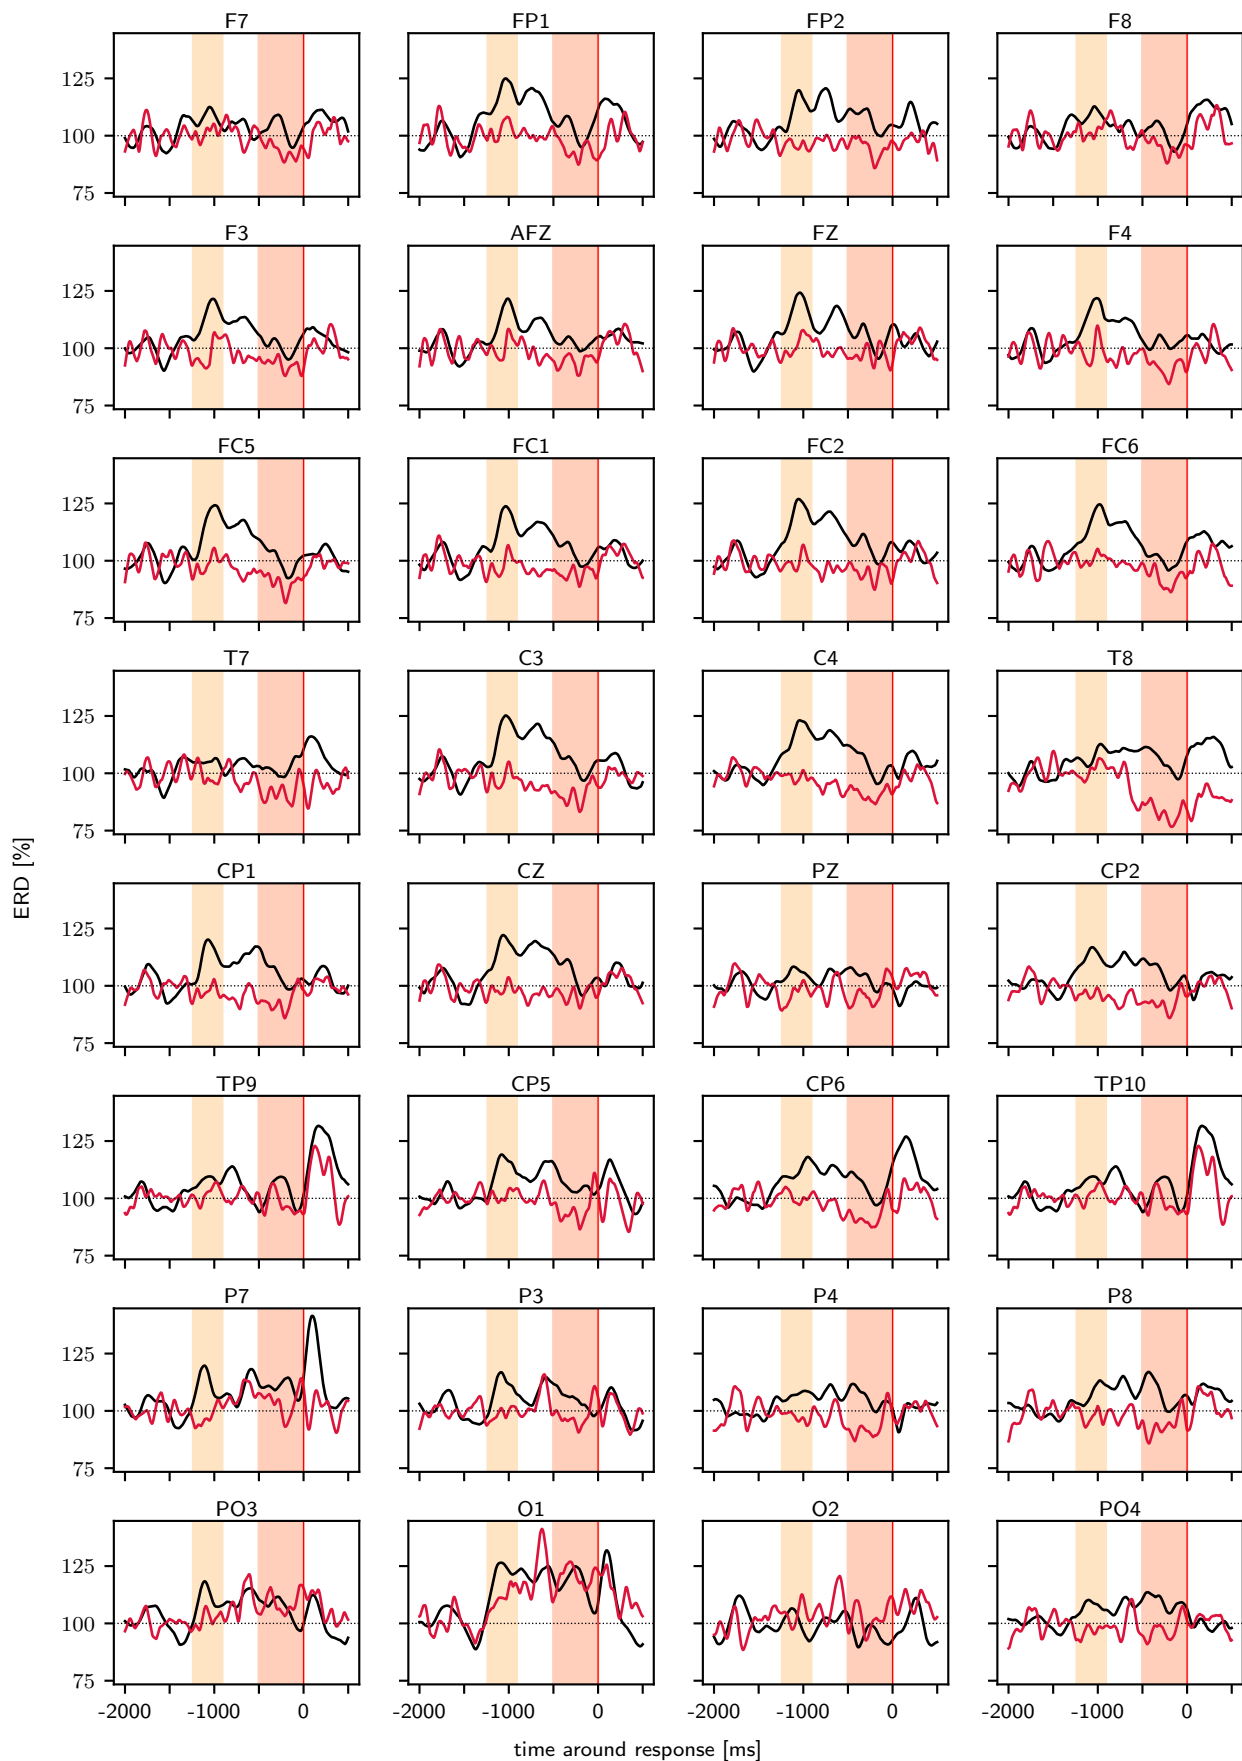 F7 FP1 FP2 F8
125
100
75
F3 AFZ FZ F4
125
100
75
FC5 FC1 FC2 FC6
125
100
75
T7 C3 C4 T8
125
100
75
ERD [%]
CP1 CZ PZ CP2
125
100
75
TP9 CP5 CP6 TP10
125
100
75
P7 P3 P4 P8
125
100
75
PO3 O1 O2 PO4
125
100
75
-2000 -1000 0 -2000 -1000 0 -2000 -1000 0 -2000 -1000 0
time around response [ms]